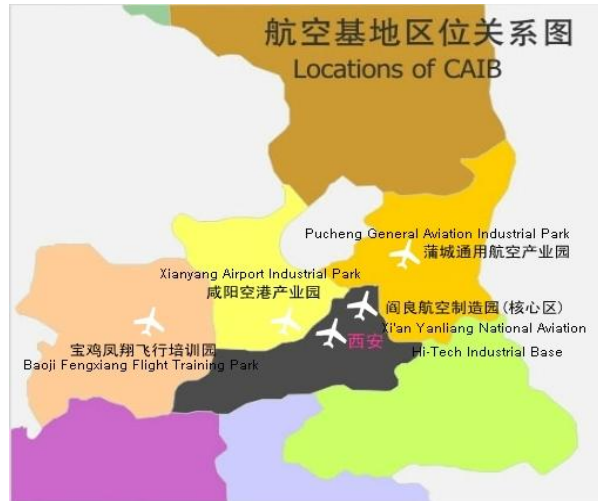 航空基地区位关系图
Locations of CAIB
Pucheng General Aviation Industrial Park
蒲城通用航空产业园
Xianyang Airport Industrial Park
咸阳空港产业园
阎良航空制造园(核心区)
Xi'an Yanliang National Aviation
Hi-Tech Industrial Base
西安
宝鸡凤翔飞行培训园
Baoji Fengxiang Flight Training Park